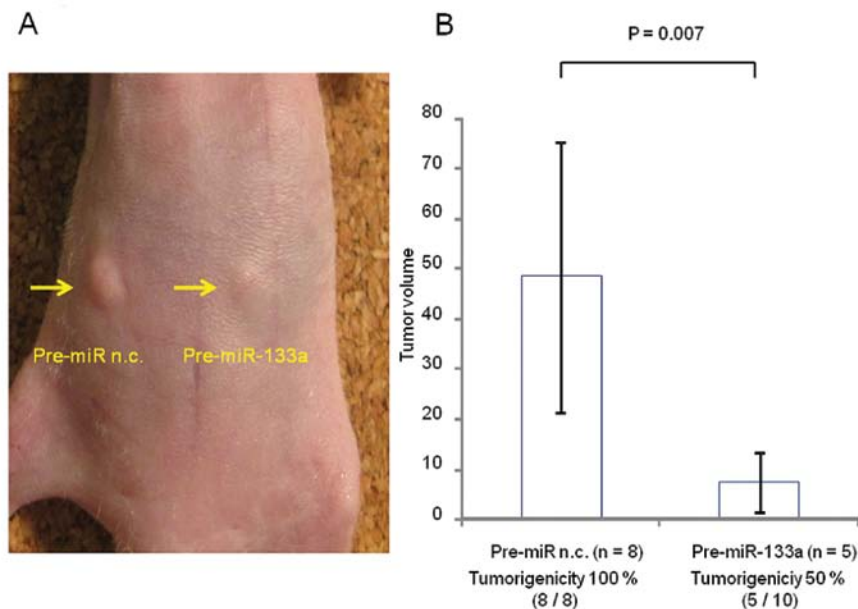 A
Pre-miR n.c.
Pre-miR-133a
B
P = 0.007
Tumor volume
80
70
60
50
40
30
20
10
0
Pre-miR n.c. (n = 8)
Pre-miR-133a (n = 5)
Tumorigenicity 100 %
(8 / 8)
Tumorigeniciy 50 %
(5 / 10)